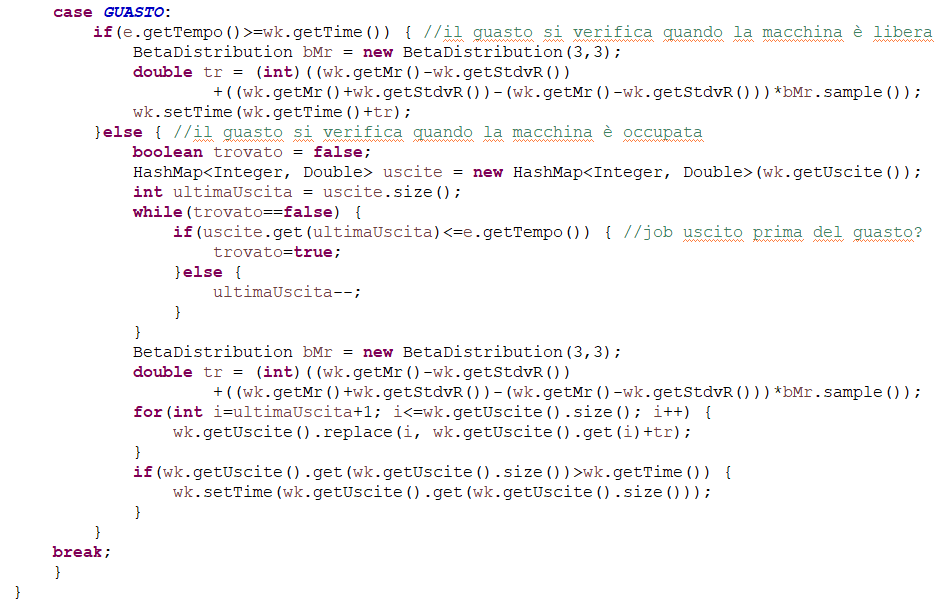 case GUASTO:
if(e.getTempo()>=wk.getTime()) { //il guasto si verifica quando la macchina è libera
BetaDistribution bMr = new BetaDistribution(3,3);
double tr = (int)((wk.getMr()-wk.getStdvR())
+((wk.getMr()+wk.getStdvR())-(wk.getMr()-wk.getStdvR()))*bMr.sample());
wk.setTime(wk.getTime()+tr);
}else { //il guasto si verifica quando la macchina è occupata
boolean trovato = false;
HashMap<Integer, Double> uscite = new HashMap<Integer, Double>(wk.getUscite());
int ultimaUscita = uscite.size();
while(trovato==false) {
if(uscite.get(ultimaUscita)<=e.getTempo()) { //job uscito prima del guasto?
trovato=true;
}else {
ultimaUscita--;
}
}
BetaDistribution bMr = new BetaDistribution(3,3);
double tr = (int)((wk.getMr()-wk.getStdvR())
+((wk.getMr()+wk.getStdvR())-(wk.getMr()-wk.getStdvR()))*bMr.sample());
for(int i=ultimaUscita+1; i<=wk.getUscite().size(); i++) {
wk.getUscite().replace(i, wk.getUscite().get(i)+tr);
}
if(wk.getUscite().get(wk.getUscite().size())>wk.getTime()) {
wk.setTime(wk.getUscite().get(wk.getUscite().size()));
}
}
break;
}
}